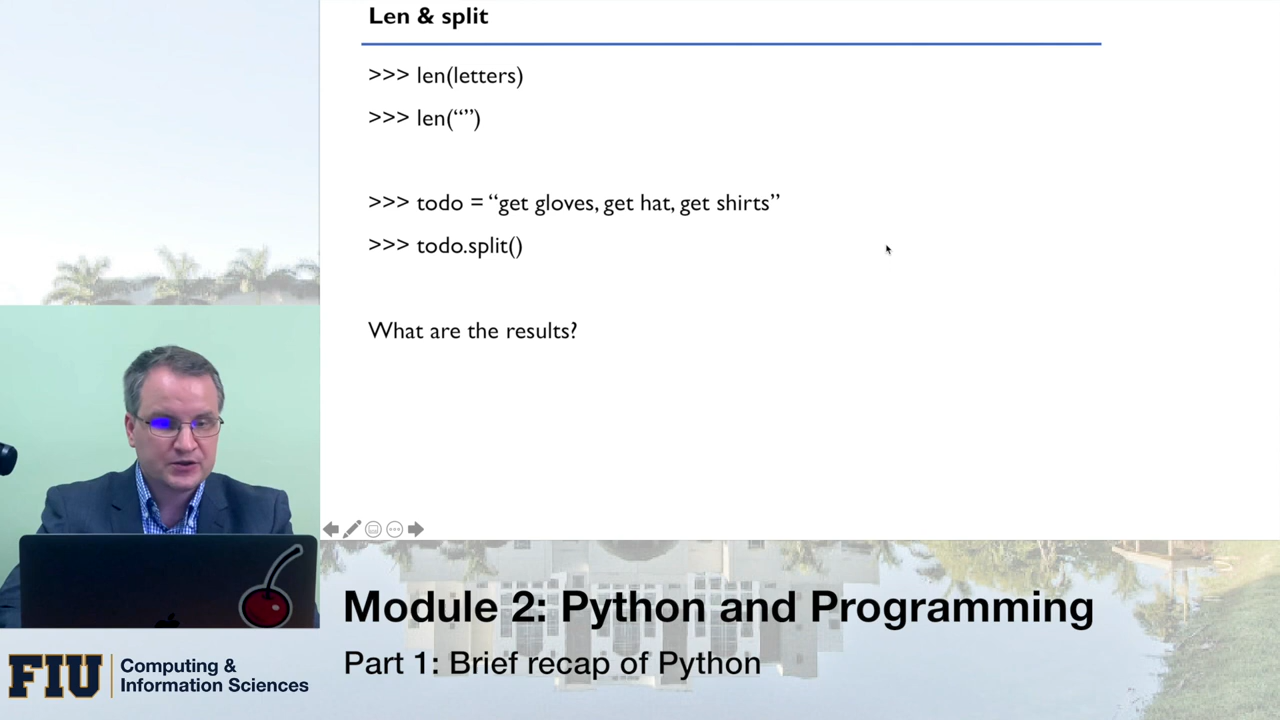 Len & split
>>> len(letters)
>>> len(“”)
>>> todo = “get gloves, get hat, get shirts”
>>> todo.split()
What are the results?
Module 2: Python and Programming
Part 1: Brief recap of Python
FIU
Computing &
Information Sciences